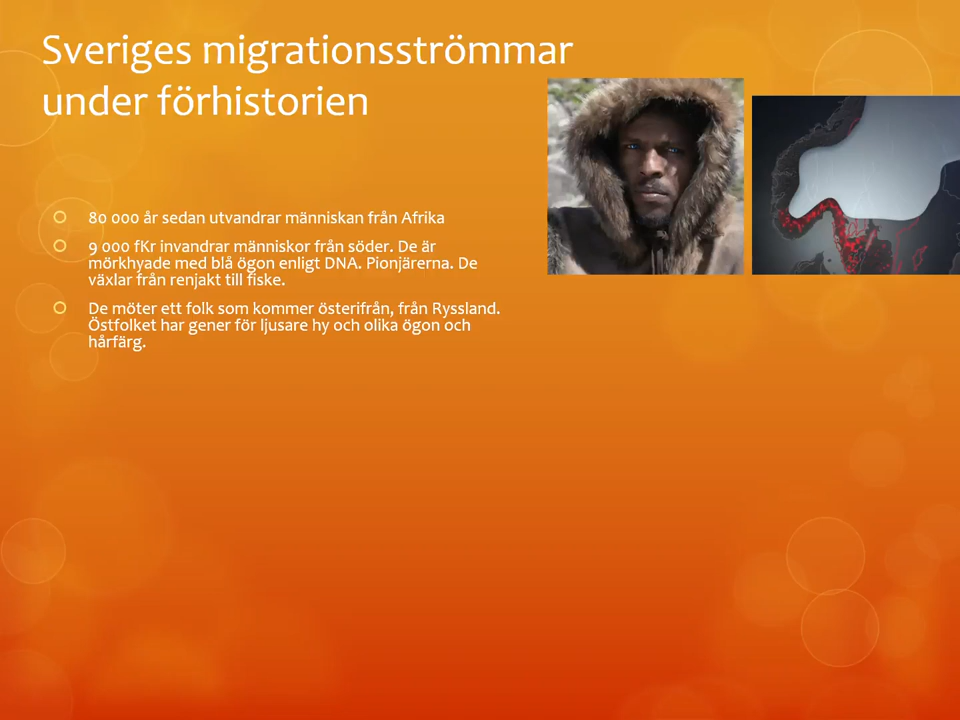 Sveriges migrationsströmmar
under förhistorien
80 000 år sedan utvandrar människan från Afrika
9 000 fKr invandrar människor från söder. De är
mörkhyade med blå ögon enligt DNA. Pionjärerna. De
växlar från renjakt till fiske.
De möter ett folk som kommer österifrån, från Ryssland.
Östfolket har gener för ljusare hy och olika ögon och
hårfärg.